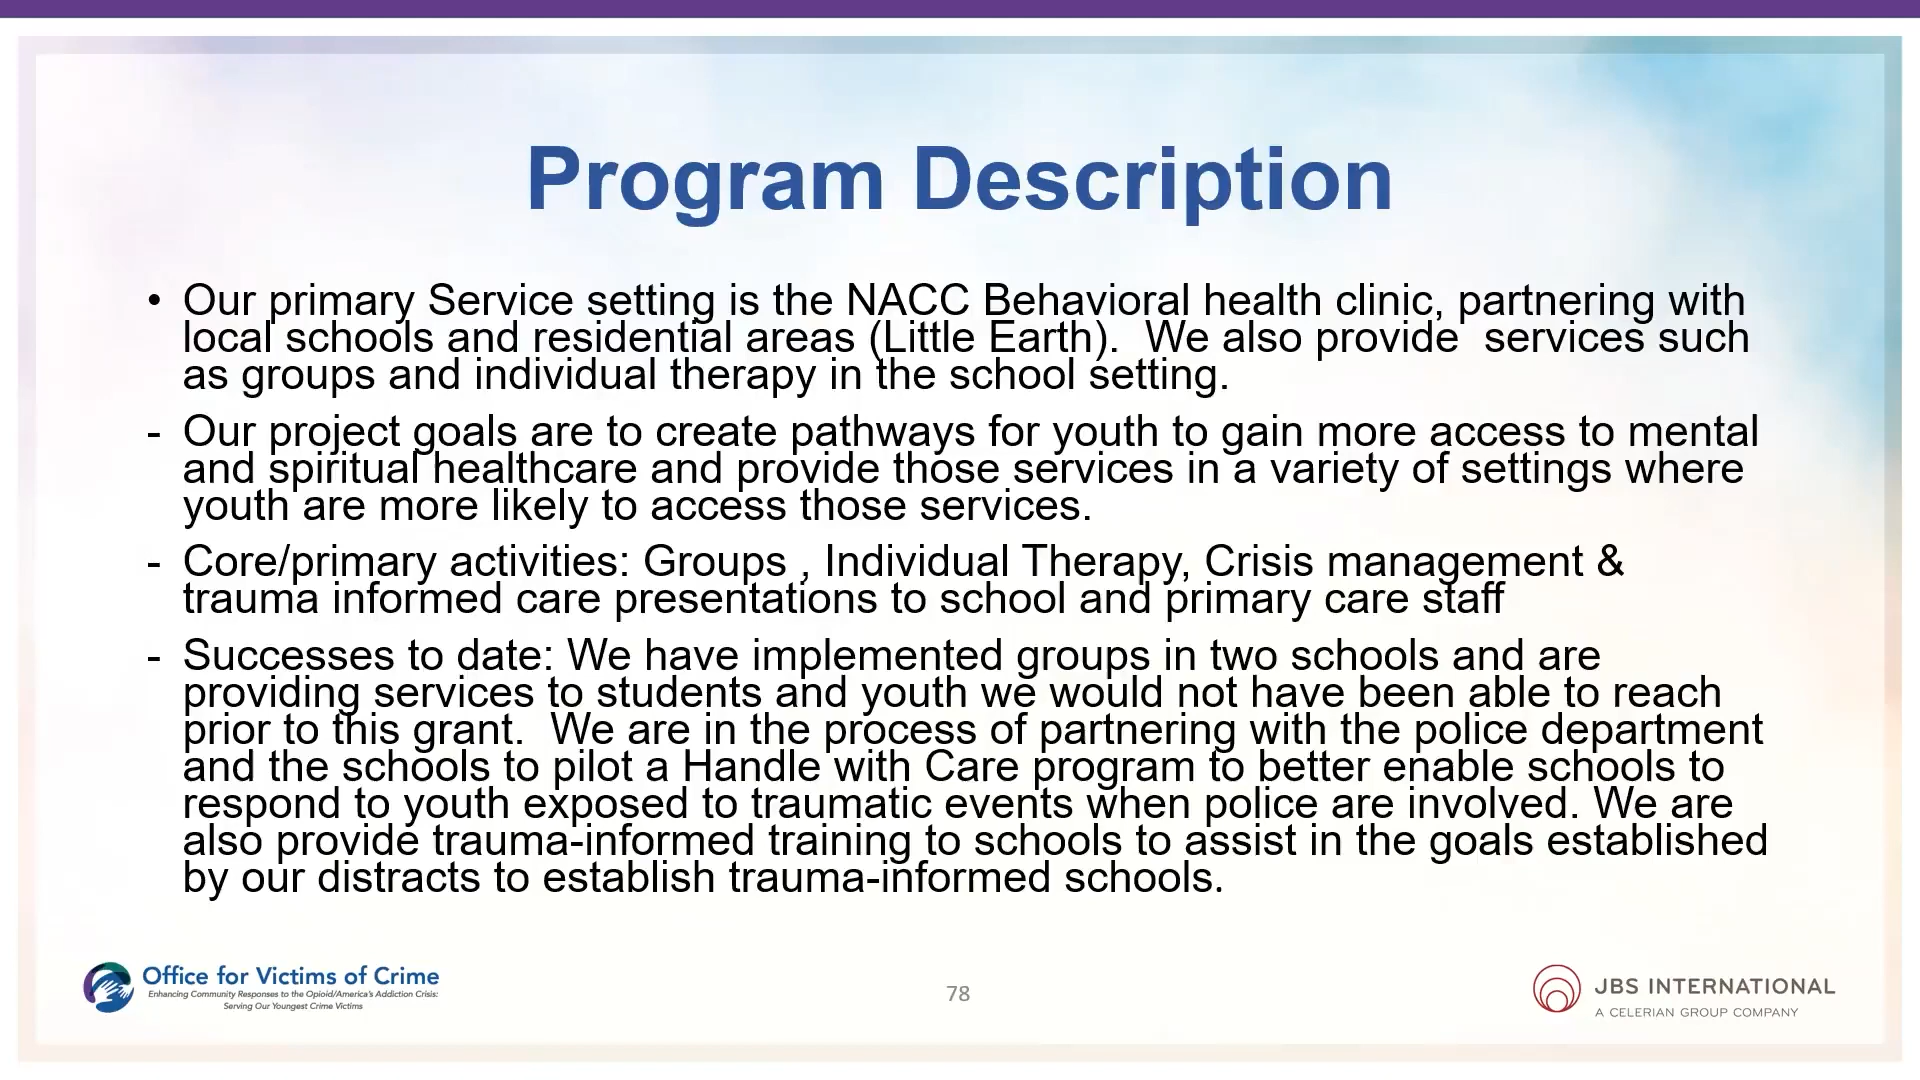 Program Description
• Our primary Service setting is the NACC Behavioral health clinic, partnering with
local schools and residential areas (Little Earth).  We also provide  services such
as groups and individual therapy in the school setting.
- Our project goals are to create pathways for youth to gain more access to mental
and spiritual healthcare and provide those services in a variety of settings where
youth are more likely to access those services.
- Core/primary activities: Groups , Individual Therapy, Crisis management &
trauma informed care presentations to school and primary care staff
- Successes to date: We have implemented groups in two schools and are
providing services to students and youth we would not have been able to reach
prior to this grant.  We are in the process of partnering with the police department
and the schools to pilot a Handle with Care program to better enable schools to
respond to youth exposed to traumatic events when police are involved. We are
also provide trauma-informed training to schools to assist in the goals established
by our distracts to establish trauma-informed schools.
Office for Victims of Crime
Enhancing Community Responses to the Opioid/America's Addiction Crisis:
Serving Our Youngest Crime Victims
78
JBS INTERNATIONAL
A CELERIAN GROUP COMPANY